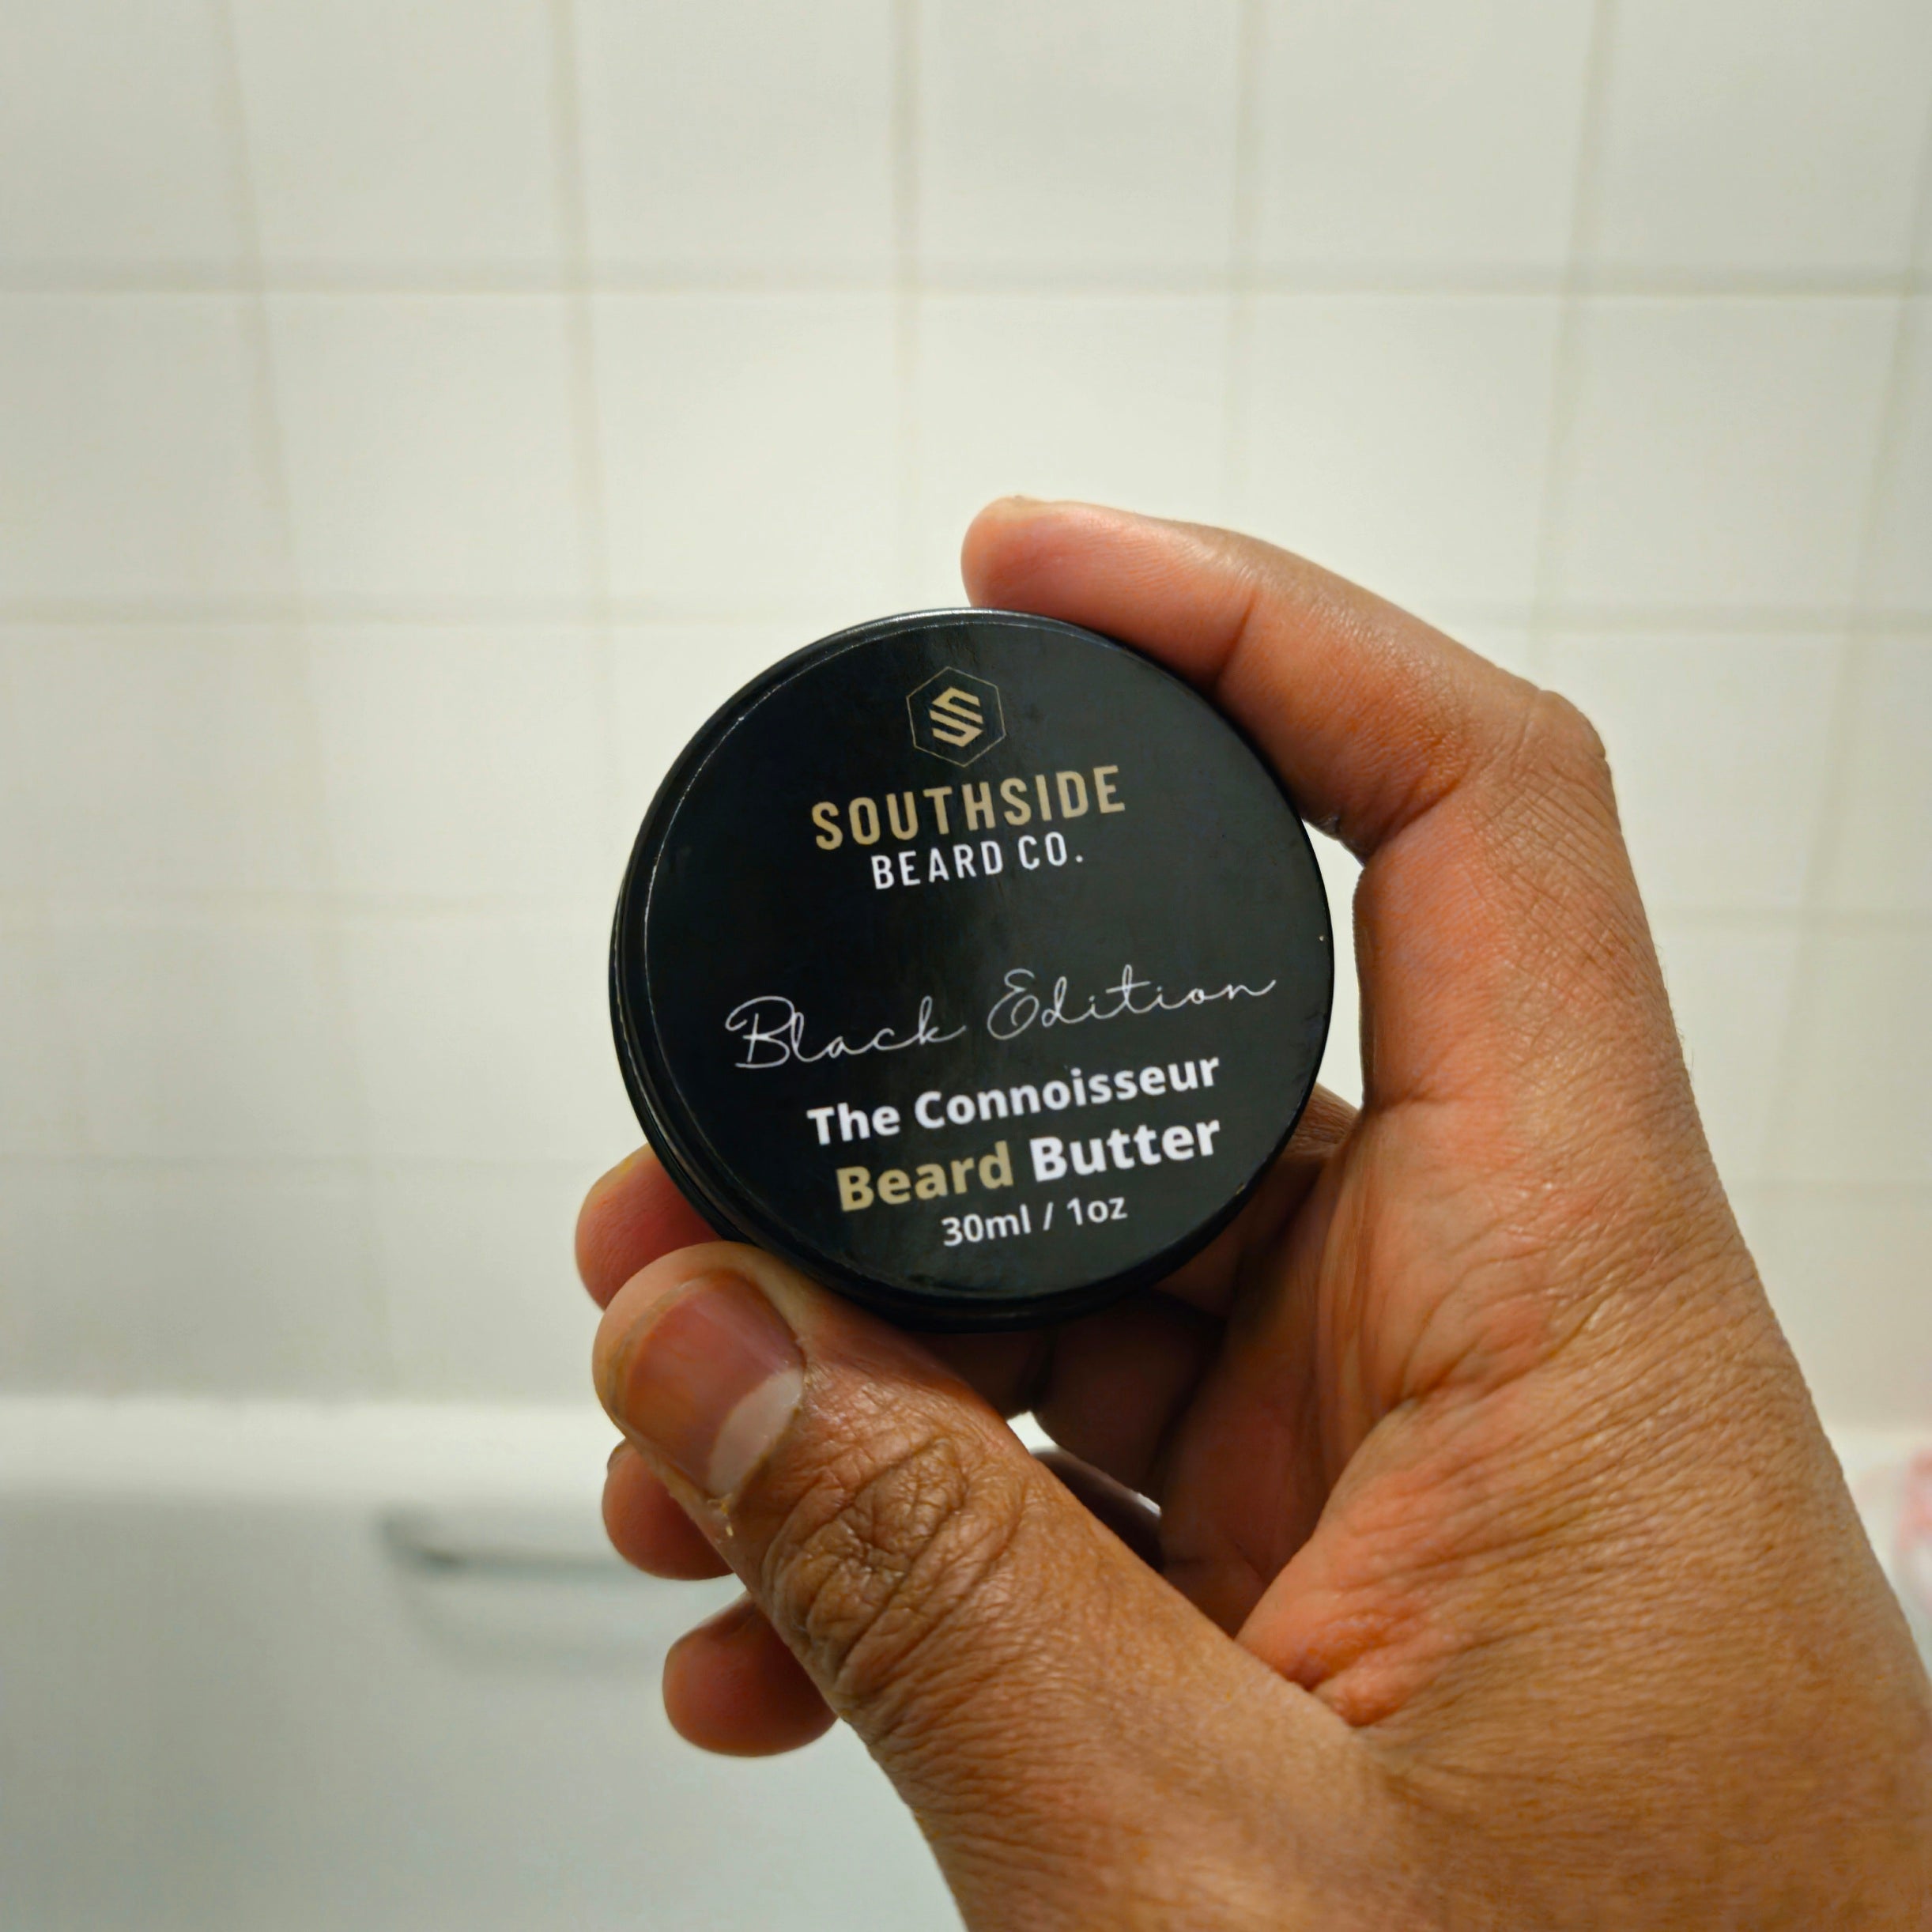 SOUTHSIDE
BEARD CO.
Black Edition
The Connoisseur
Beard Butter
30ml / 1oz